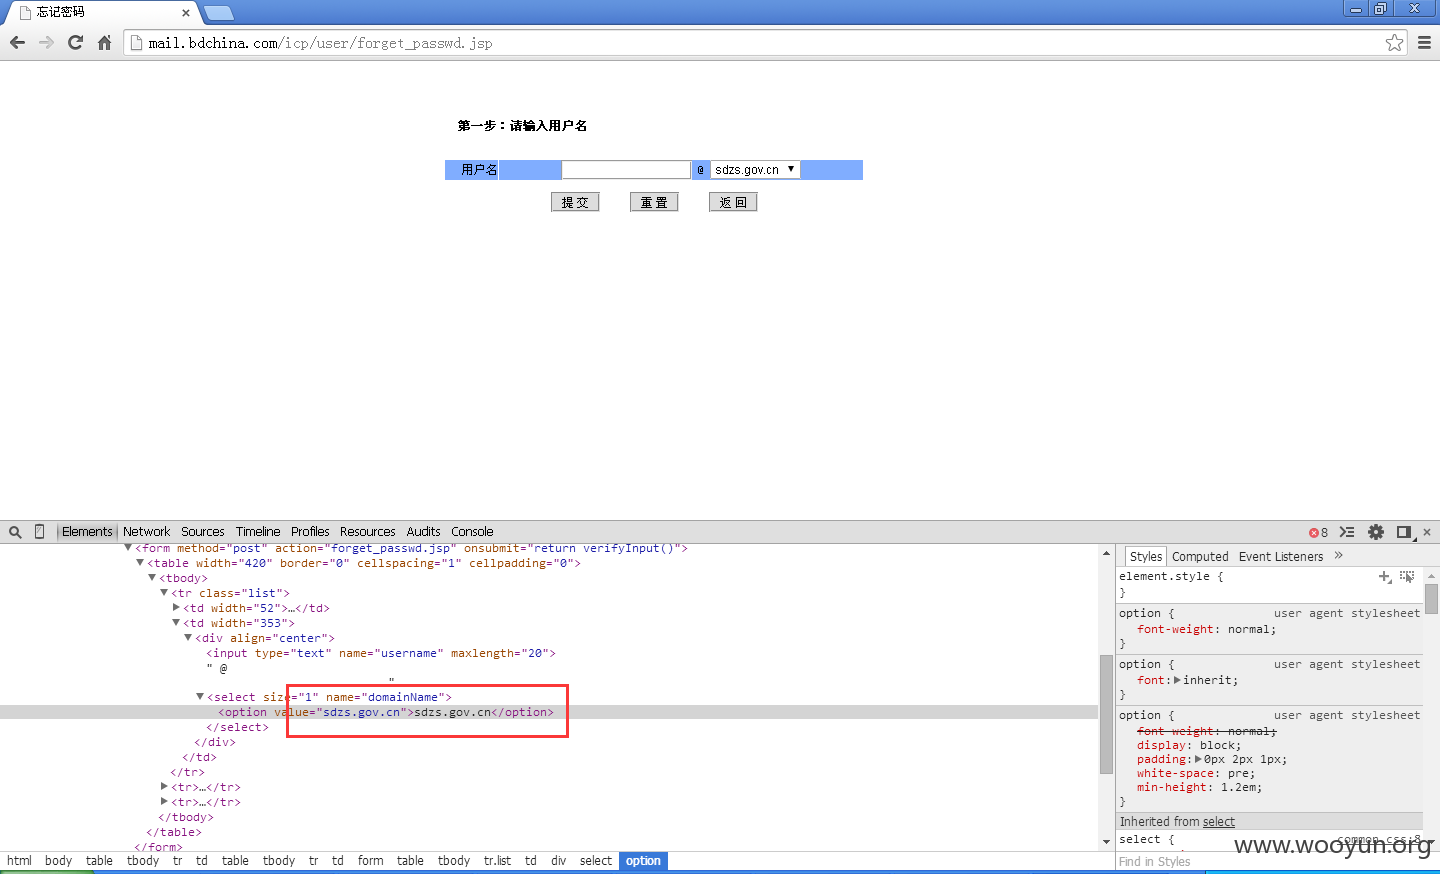 忘记密码
mail.bdchina.com/icp/user/forget_passwd.jsp
第一步：请输入用户名
用户名 @ sdzs.gov.cn
提 交 重 置 返 回
Elements Network Sources Timeline Profiles Resources Audits Console 8
<form method="post" action="forget_passwd.jsp" onsubmit="return verifyInput()">
<table width="420" border="0" cellspacing="1" cellpadding="0">
<tbody>
<tr class="list">
<td width="52">…</td>
<td width="353">
<div align="center">
<input type="text" name="username" maxlength="20">
" @
"
<select size="1" name="domainName">
<option value="sdzs.gov.cn">sdzs.gov.cn</option>
</select>
</div>
</td>
</tr>
<tr>…</tr>
<tr>…</tr>
</tbody>
</table>
</form>
html body table tbody tr td table tbody tr td form table tbody tr.list td div select option
Styles Computed Event Listeners »
element.style {
}
option { user agent stylesheet
font-weight: normal;
}
option { user agent stylesheet
font: inherit;
}
option { user agent stylesheet
font-weight: normal;
display: block;
padding: 0px 2px 1px;
white-space: pre;
min-height: 1.2em;
}
Inherited from select
select { common.css:8
Find in Styles
www.wooyun.org